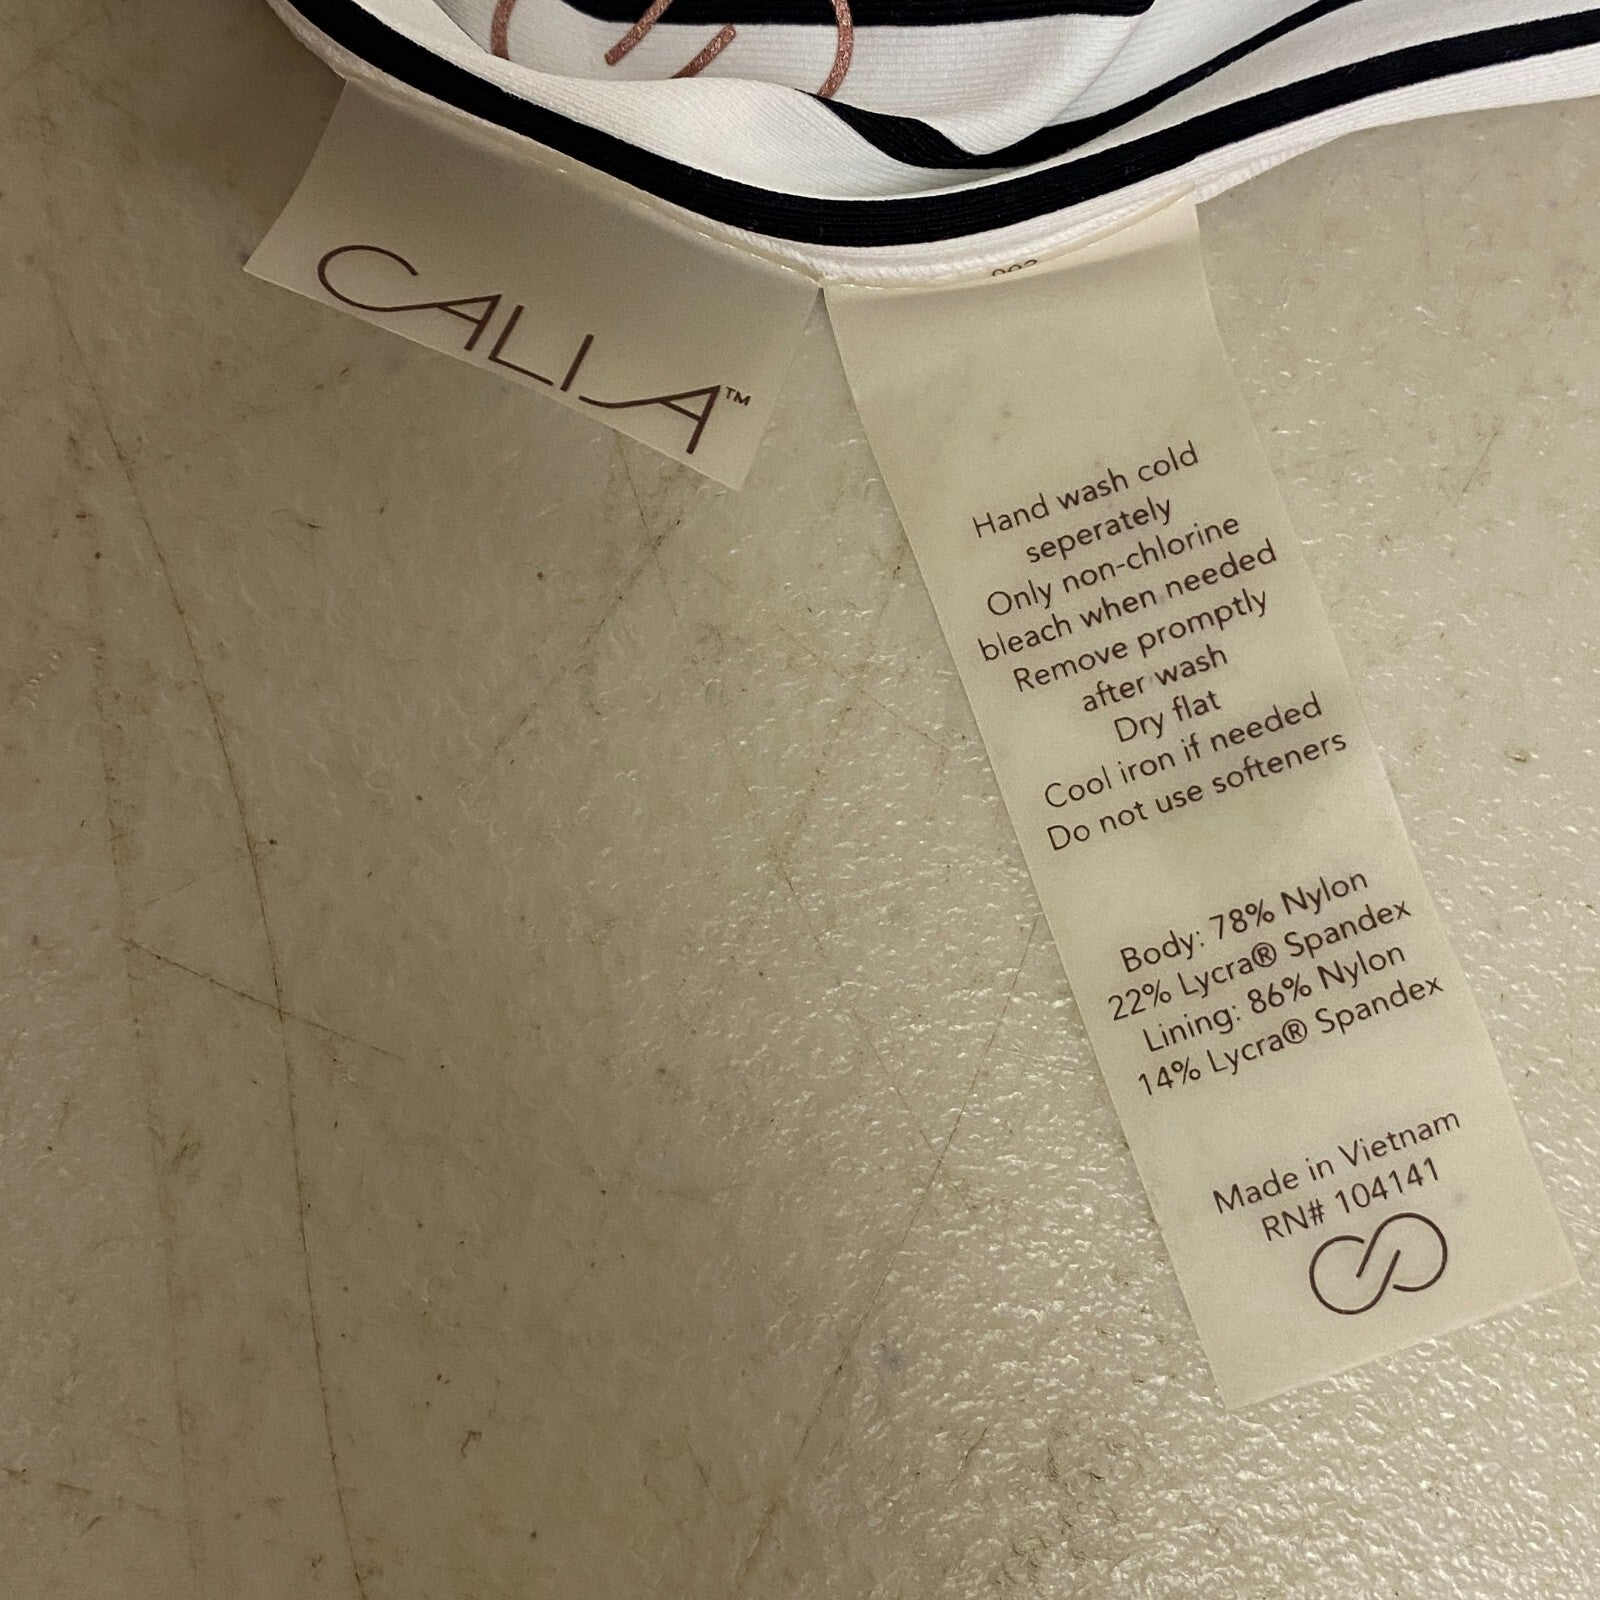 CALIA™
Hand wash cold
seperately
Only non-chlorine
bleach when needed
Remove promptly
after wash
Dry flat
Cool iron if needed
Do not use softeners
Body: 78% Nylon
22% Lycra® Spandex
Lining: 86% Nylon
14% Lycra® Spandex
Made in Vietnam
RN# 104141